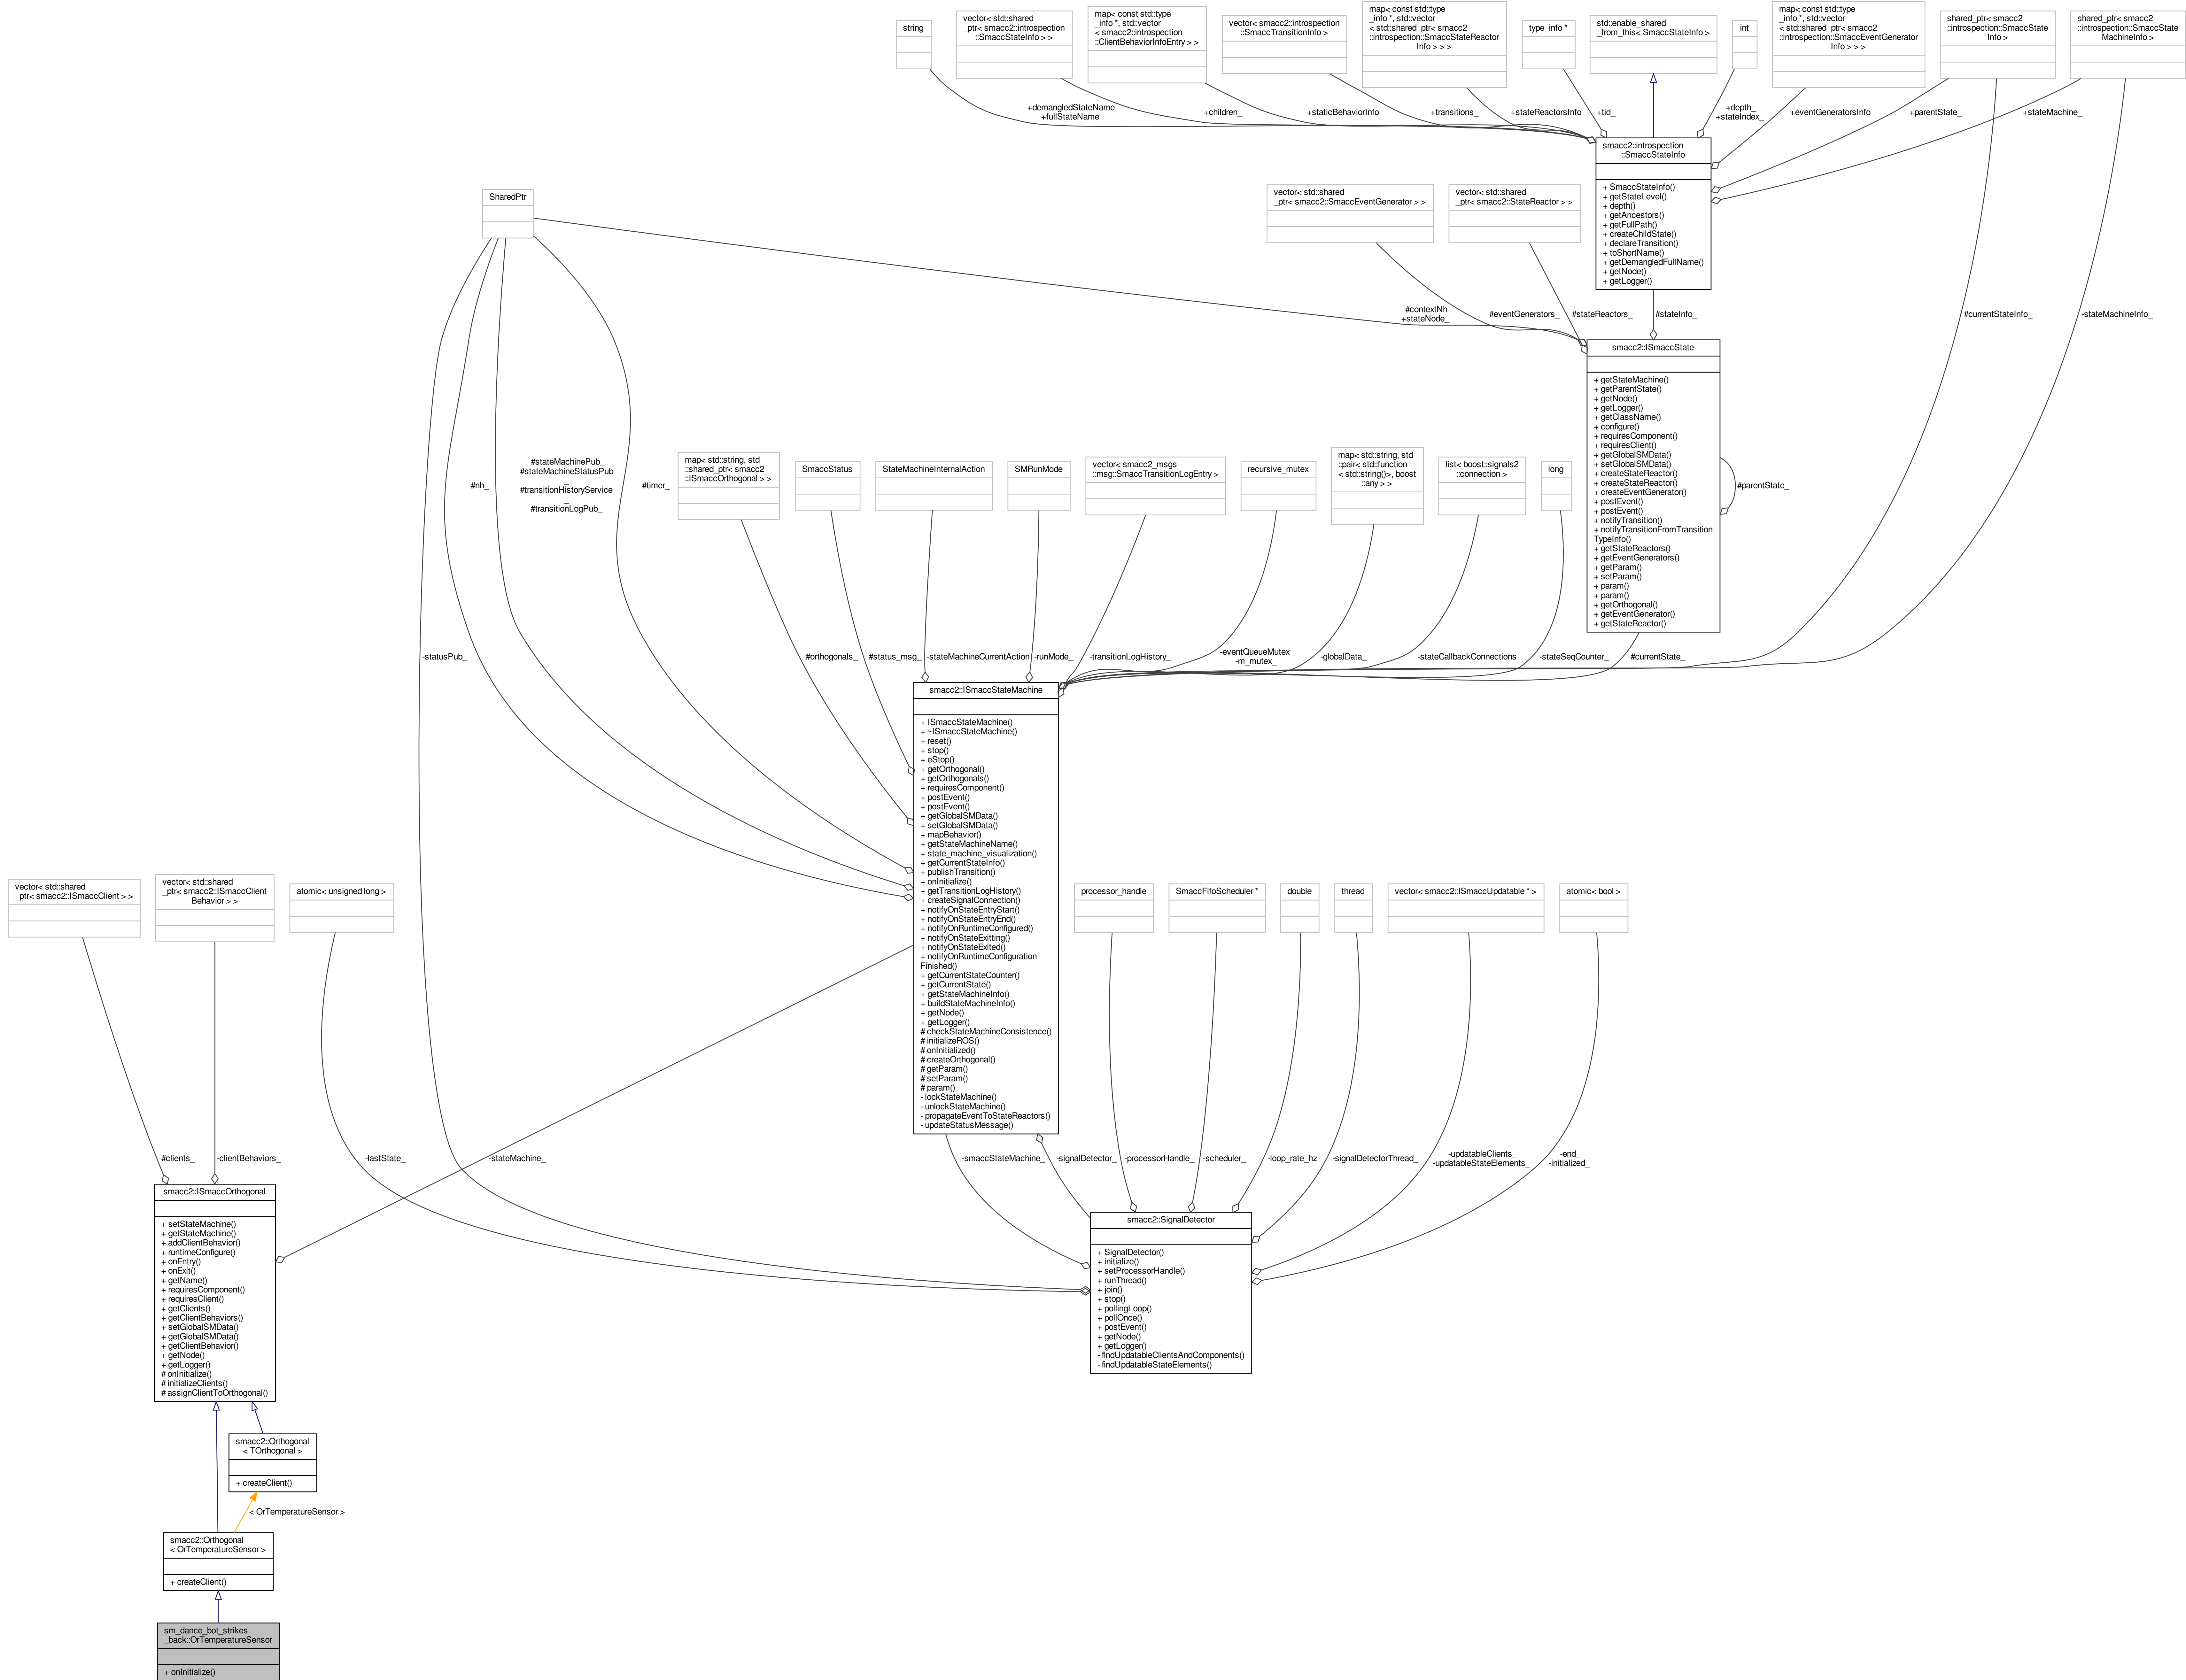 string
vector< std::shared
_ptr< smacc2::introspection
::SmaccStateInfo > >
map< const std::type
_info *, std::vector
< smacc2::introspection
::ClientBehaviorInfoEntry > >
vector< smacc2::introspection
::SmaccTransitionInfo >
map< const std::type
_info *, std::vector
< std::shared_ptr< smacc2
::introspection::SmaccStateReactor
Info > > >
type_info *
std::enable_shared
_from_this< SmaccStateInfo >
int
map< const std::type
_info *, std::vector
< std::shared_ptr< smacc2
::introspection::SmaccEventGenerator
Info > > >
shared_ptr< smacc2
::introspection::SmaccState
Info >
shared_ptr< smacc2
::introspection::SmaccState
MachineInfo >
+demangledStateName
+fullStateName
+children_
+staticBehaviorInfo
+transitions_
+stateReactorsInfo
+tid_
+depth_
+stateIndex_
+eventGeneratorsInfo
+parentState_
+stateMachine_
smacc2::introspection
::SmaccStateInfo
+ SmaccStateInfo()
+ getStateLevel()
+ depth()
+ getAncestors()
+ getFullPath()
+ createChildState()
+ declareTransition()
+ toShortName()
+ getDemangledFullName()
+ getNode()
+ getLogger()
SharedPtr
vector< std::shared
_ptr< smacc2::SmaccEventGenerator > >
vector< std::shared
_ptr< smacc2::StateReactor > >
#contextNh
+stateNode_
#eventGenerators_
#stateReactors_
#stateInfo_
#currentStateInfo_
-stateMachineInfo_
smacc2::ISmaccState
+ getStateMachine()
+ getParentState()
+ getNode()
+ getLogger()
+ getClassName()
+ configure()
+ requiresComponent()
+ requiresClient()
+ getGlobalSMData()
+ setGlobalSMData()
+ createStateReactor()
+ createStateReactor()
+ createEventGenerator()
+ postEvent()
+ postEvent()
+ notifyTransition()
+ notifyTransitionFromTransition
TypeInfo()
+ getStateReactors()
+ getEventGenerators()
+ getParam()
+ setParam()
+ param()
+ param()
+ getOrthogonal()
+ getEventGenerator()
+ getStateReactor()
#parentState_
#nh_
#stateMachinePub_
#stateMachineStatusPub
_
#transitionHistoryService
_
#transitionLogPub_
#timer_
map< std::string, std
::shared_ptr< smacc2
::ISmaccOrthogonal > >
SmaccStatus
StateMachineInternalAction
SMRunMode
vector< smacc2_msgs
::msg::SmaccTransitionLogEntry >
recursive_mutex
map< std::string, std
::pair< std::function
< std::string()>, boost
::any > >
list< boost::signals2
::connection >
long
-statusPub_
#orthogonals_
#status_msg_
-stateMachineCurrentAction
-runMode_
-transitionLogHistory_
-eventQueueMutex_
-m_mutex_
-globalData_
-stateCallbackConnections
-stateSeqCounter_
#currentState_
smacc2::ISmaccStateMachine
+ ISmaccStateMachine()
+ ~ISmaccStateMachine()
+ reset()
+ stop()
+ eStop()
+ getOrthogonal()
+ getOrthogonals()
+ requiresComponent()
+ postEvent()
+ postEvent()
+ getGlobalSMData()
+ setGlobalSMData()
+ mapBehavior()
+ getStateMachineName()
+ state_machine_visualization()
+ getCurrentStateInfo()
+ publishTransition()
+ onInitialize()
+ getTransitionLogHistory()
+ createSignalConnection()
+ notifyOnStateEntryStart()
+ notifyOnStateEntryEnd()
+ notifyOnRuntimeConfigured()
+ notifyOnStateExitting()
+ notifyOnStateExited()
+ notifyOnRuntimeConfiguration
Finished()
+ getCurrentStateCounter()
+ getCurrentState()
+ getStateMachineInfo()
+ buildStateMachineInfo()
+ getNode()
+ getLogger()
# checkStateMachineConsistence()
# initializeROS()
# onInitialized()
# createOrthogonal()
# getParam()
# setParam()
# param()
- lockStateMachine()
- unlockStateMachine()
- propagateEventToStateReactors()
- updateStatusMessage()
vector< std::shared
_ptr< smacc2::ISmaccClient > >
vector< std::shared
_ptr< smacc2::ISmaccClient
Behavior > >
atomic< unsigned long >
processor_handle
SmaccFifoScheduler *
double
thread
vector< smacc2::ISmaccUpdatable * >
atomic< bool >
#clients_
-clientBehaviors_
-lastState_
-stateMachine_
-smaccStateMachine_
-signalDetector_
-processorHandle_
-scheduler_
-loop_rate_hz
-signalDetectorThread_
-updatableClients_
-updatableStateElements_
-end_
-initialized_
smacc2::ISmaccOrthogonal
+ setStateMachine()
+ getStateMachine()
+ addClientBehavior()
+ runtimeConfigure()
+ onEntry()
+ onExit()
+ getName()
+ requiresComponent()
+ requiresClient()
+ getClients()
+ getClientBehaviors()
+ setGlobalSMData()
+ getGlobalSMData()
+ getClientBehavior()
+ getNode()
+ getLogger()
# onInitialize()
# initializeClients()
# assignClientToOrthogonal()
smacc2::SignalDetector
+ SignalDetector()
+ initialize()
+ setProcessorHandle()
+ runThread()
+ join()
+ stop()
+ pollingLoop()
+ pollOnce()
+ postEvent()
+ getNode()
+ getLogger()
- findUpdatableClientsAndComponents()
- findUpdatableStateElements()
smacc2::Orthogonal
< TOrthogonal >
+ createClient()
< OrTemperatureSensor >
smacc2::Orthogonal
< OrTemperatureSensor >
+ createClient()
sm_dance_bot_strikes
_back::OrTemperatureSensor
+ onInitialize()